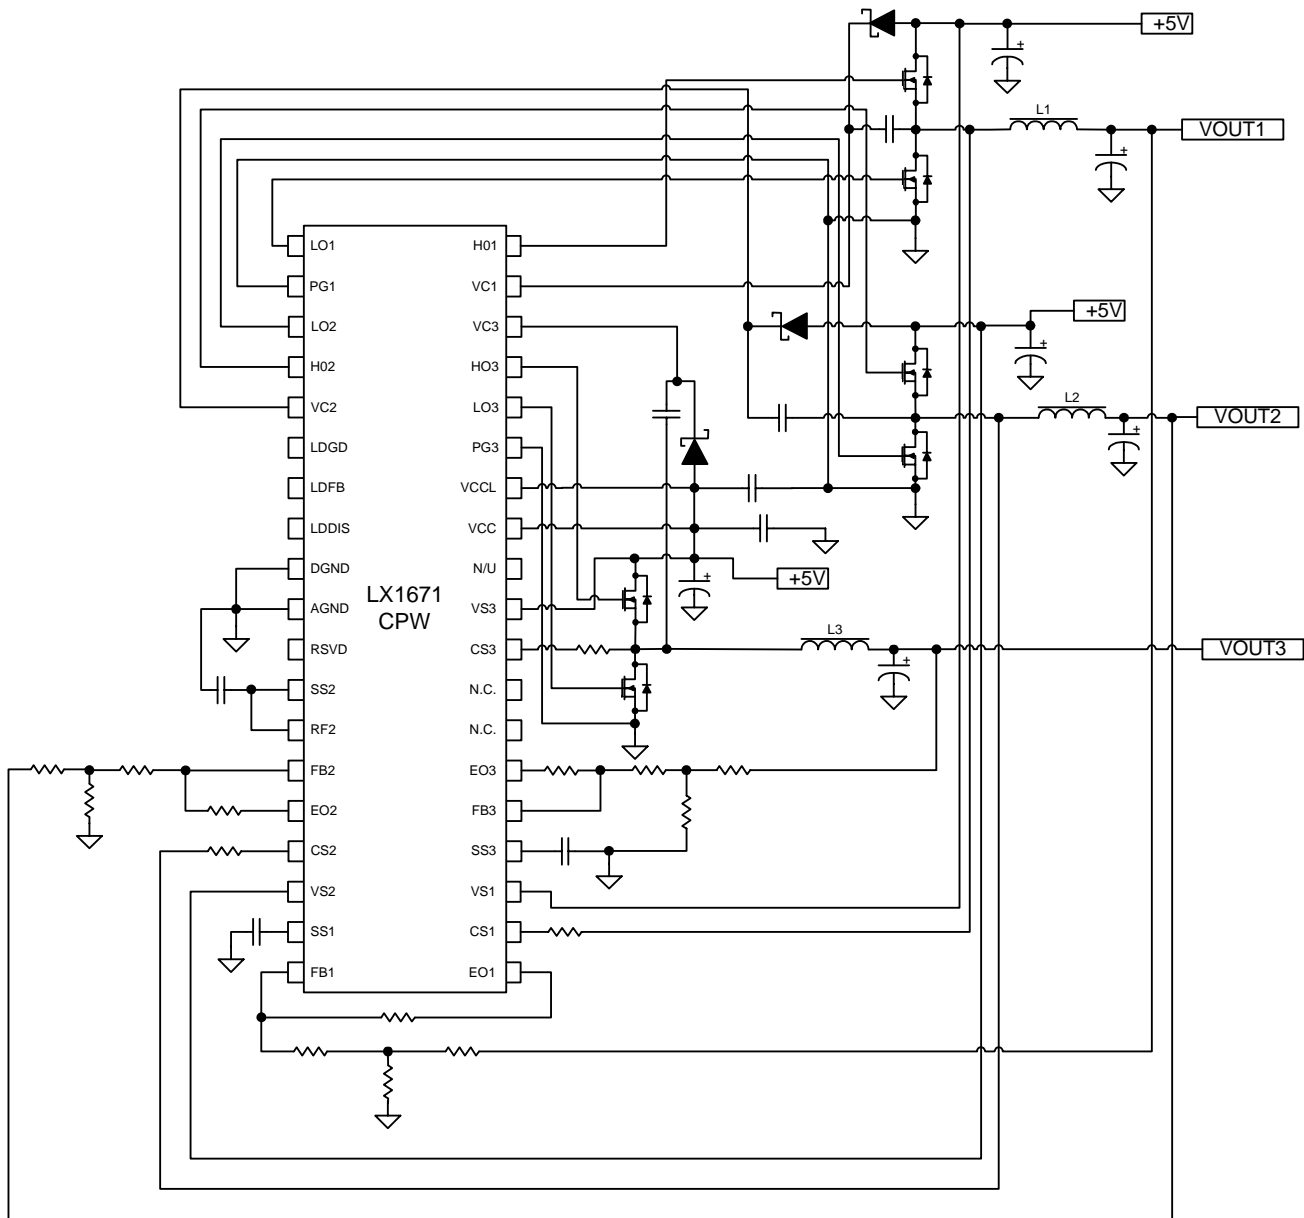 +5V
+
L1
VOUT1
+
LO1
H01
PG1
VC1
LO2
VC3
+5V
+
H02
HO3
VC2
LO3
L2
VOUT2
+
LDGD
PG3
LDFB
VCCL
LDDIS
VCC
DGND
N/U
+5V
+
LX1671
CPW
AGND
VS3
RSVD
CS3
L3
VOUT3
+
SS2
N.C.
RF2
N.C.
FB2
EO3
EO2
FB3
CS2
SS3
VS2
VS1
SS1
CS1
FB1
EO1